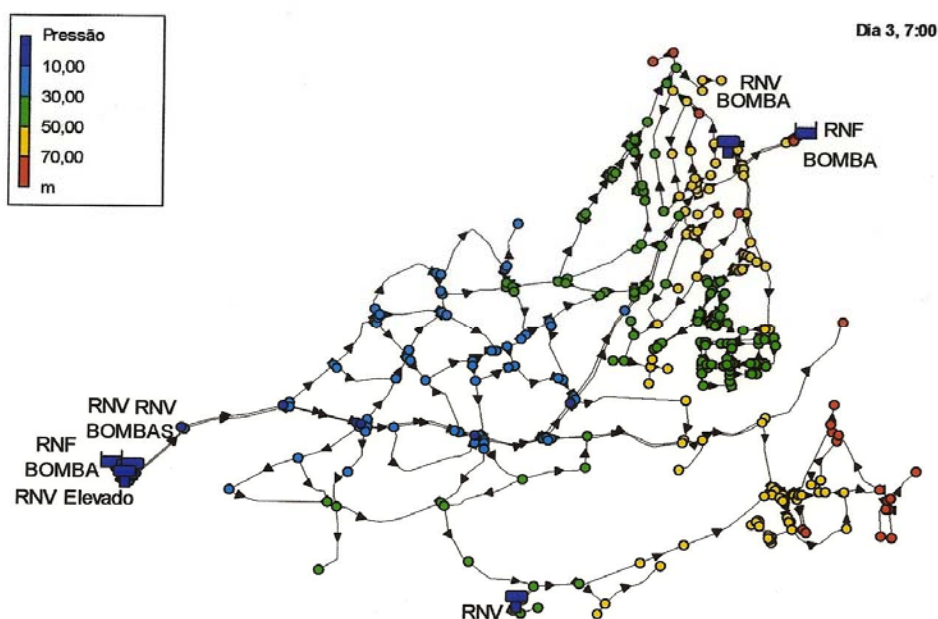 Pressão
10,00
30,00
50,00
70,00
m
Dia 3, 7:00
RNV
BOMBA
RNF
BOMBA
RNV RNV
BOMBAS
RNF
BOMBA
RNV Elevado
RNV